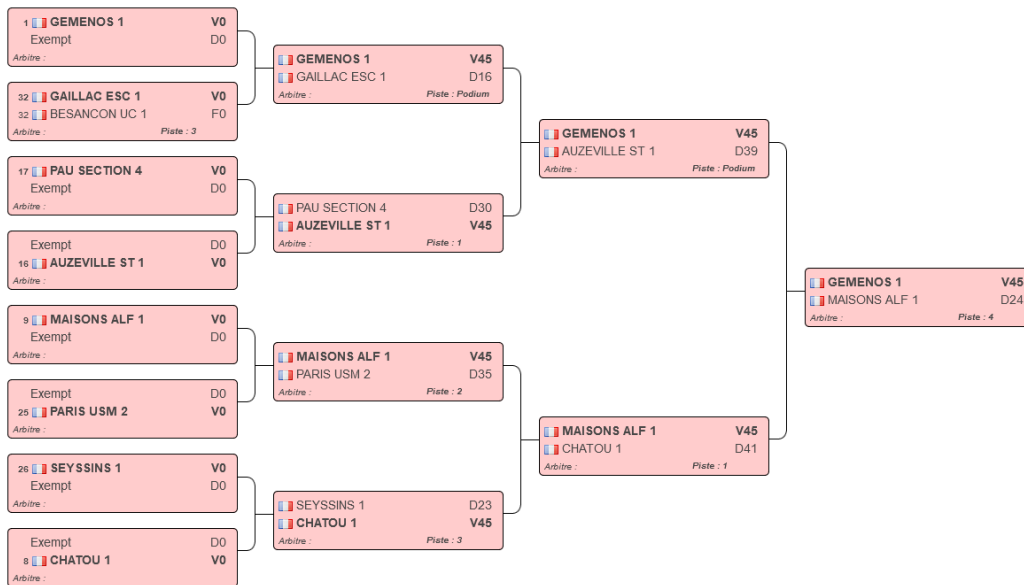 1 GEMENOS 1 V0
Exempt D0
Arbitre :
32 GAILLAC ESC 1 V0
32 BESANCON UC 1 F0
Arbitre : Piste : 3
17 PAU SECTION 4 V0
Exempt D0
Arbitre :
Exempt D0
16 AUZEVILLE ST 1 V0
Arbitre :
9 MAISONS ALF 1 V0
Exempt D0
Arbitre :
Exempt D0
25 PARIS USM 2 V0
Arbitre :
26 SEYSSINS 1 V0
Exempt D0
Arbitre :
Exempt D0
8 CHATOU 1 V0
Arbitre :
GEMENOS 1 V45
GAILLAC ESC 1 D16
Arbitre : Piste : Podium
PAU SECTION 4 D30
AUZEVILLE ST 1 V45
Arbitre : Piste : 1
MAISONS ALF 1 V45
PARIS USM 2 D35
Arbitre : Piste : 2
SEYSSINS 1 D23
CHATOU 1 V45
Arbitre : Piste : 3
GEMENOS 1 V45
AUZEVILLE ST 1 D39
Arbitre : Piste : Podium
MAISONS ALF 1 V45
CHATOU 1 D41
Arbitre : Piste : 1
GEMENOS 1 V45
MAISONS ALF 1 D24
Arbitre : Piste : 4